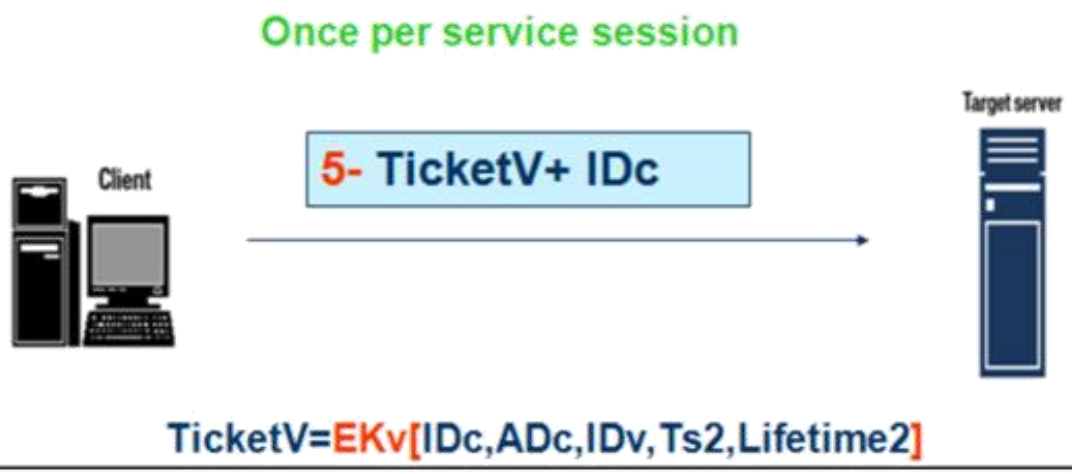 Once per service session
Target server
Client
5- TicketV+ IDc
TicketV=EKv[IDc,ADc,IDv,Ts2,Lifetime2]